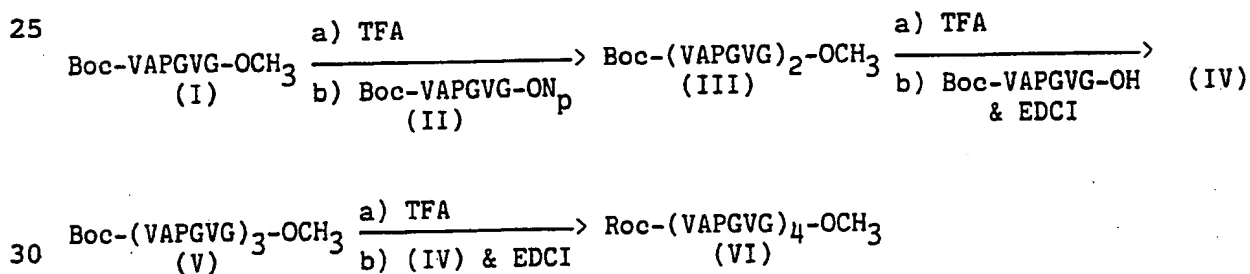 25
a) TFA a) TFA
Boc-VAPGVG-OCH3 ⟶ Boc-(VAPGVG)2-OCH3 ⟶
(I) b) Boc-VAPGVG-ONp (III) b) Boc-VAPGVG-OH (IV)
(II) & EDCI
a) TFA
Boc-(VAPGVG)3-OCH3 ⟶ Roc-(VAPGVG)4-OCH3
30 (V) b) (IV) & EDCI (VI)